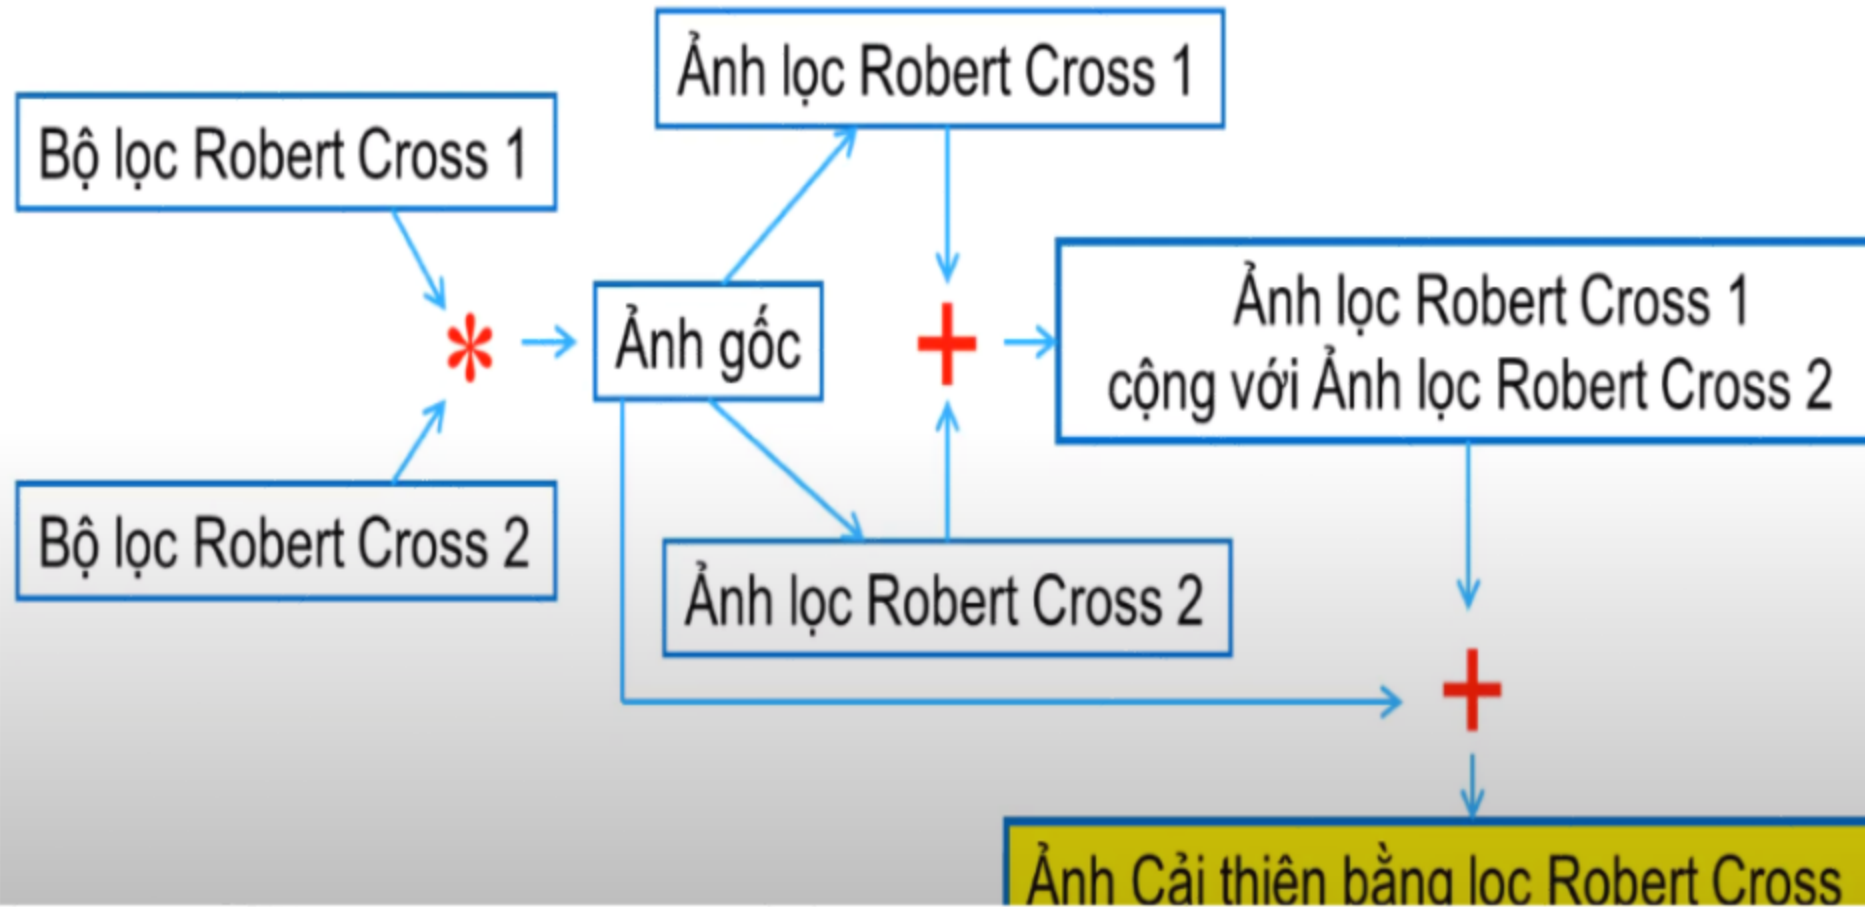 Ảnh lọc Robert Cross 1
Bộ lọc Robert Cross 1
Ảnh lọc Robert Cross 1
cộng với Ảnh lọc Robert Cross 2
*
Ảnh gốc
+
Bộ lọc Robert Cross 2
Ảnh lọc Robert Cross 2
+
Ảnh Cải thiện bằng lọc Robert Cross